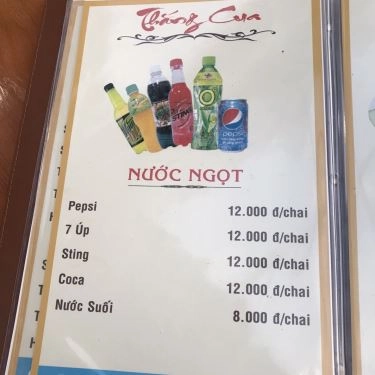 Thắng Cua
NƯỚC NGỌT
Pepsi 12.000 đ/chai
7 Úp 12.000 đ/chai
Sting 12.000 đ/chai
Coca 12.000 đ/chai
Nước Suối 8.000 đ/chai